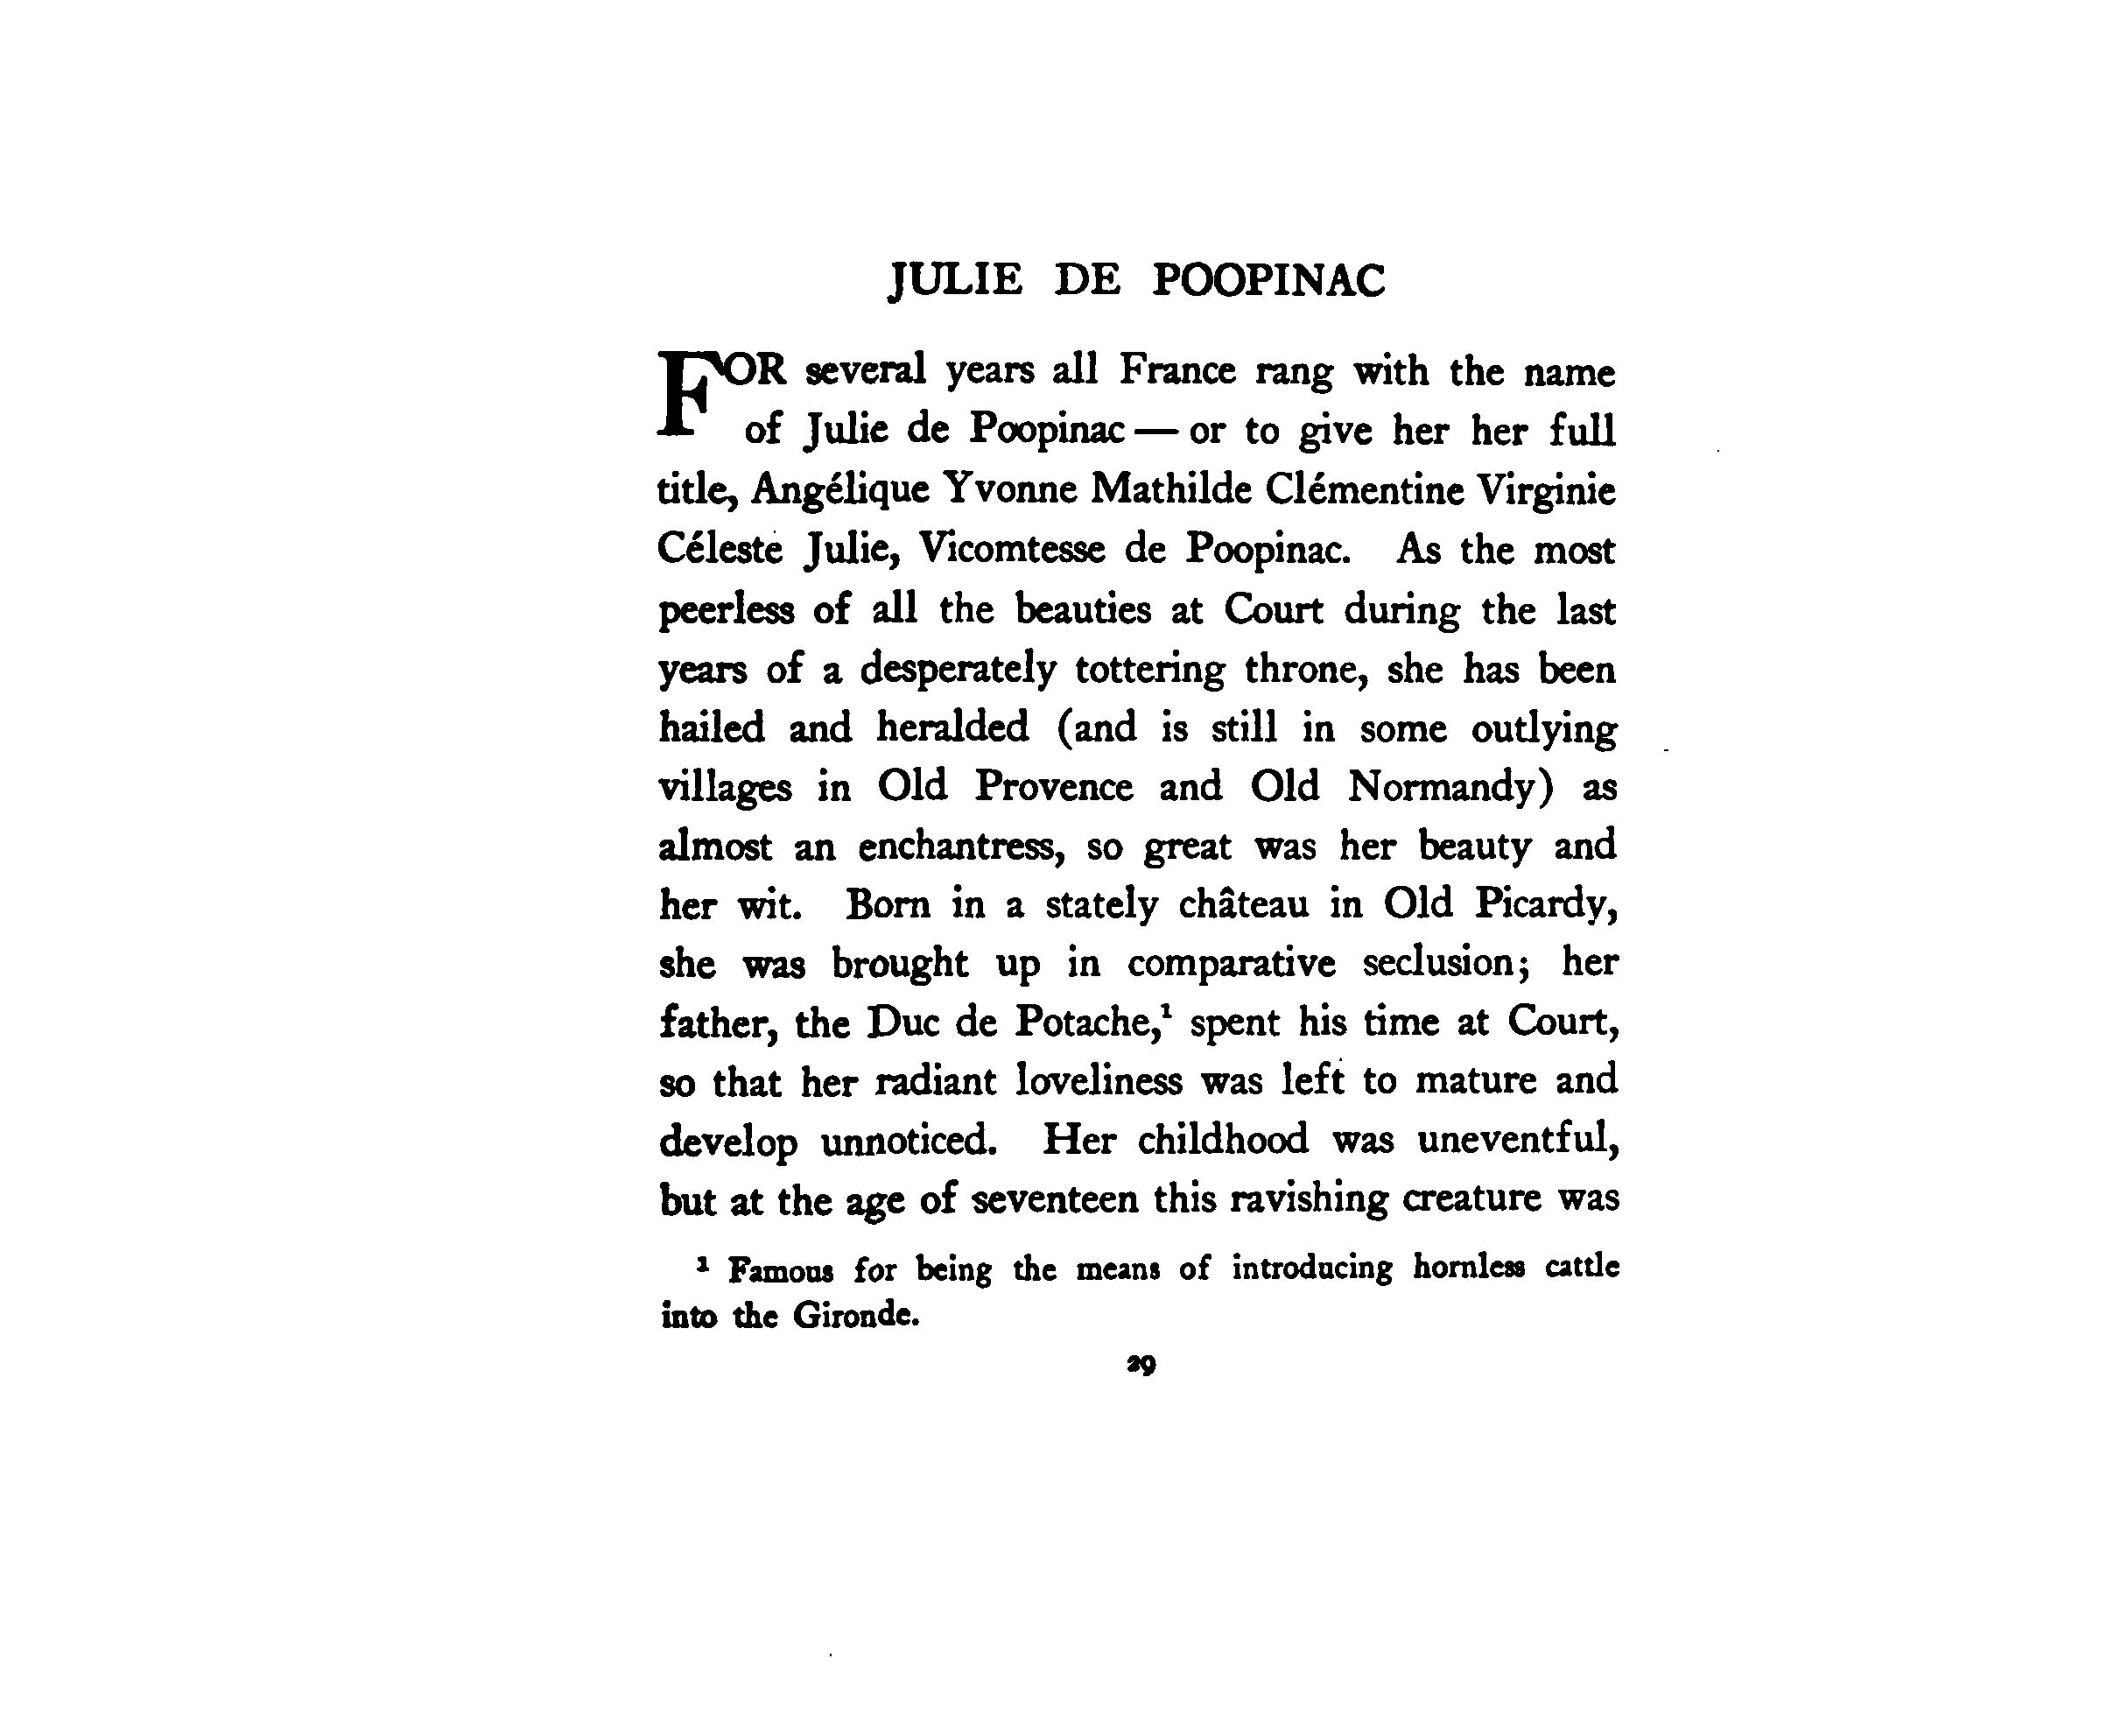 JULIE DE POOPINAC
FOR several years all France rang with the name
of Julie de Poopinac — or to give her her full
title, Angélique Yvonne Mathilde Clémentine Virginie
Céleste Julie, Vicomtesse de Poopinac. As the most
peerless of all the beauties at Court during the last
years of a desperately tottering throne, she has been
hailed and heralded (and is still in some outlying
villages in Old Provence and Old Normandy) as
almost an enchantress, so great was her beauty and
her wit. Born in a stately château in Old Picardy,
she was brought up in comparative seclusion; her
father, the Duc de Potache,¹ spent his time at Court,
so that her radiant loveliness was left to mature and
develop unnoticed. Her childhood was uneventful,
but at the age of seventeen this ravishing creature was
¹ Famous for being the means of introducing hornless cattle
into the Gironde.
29